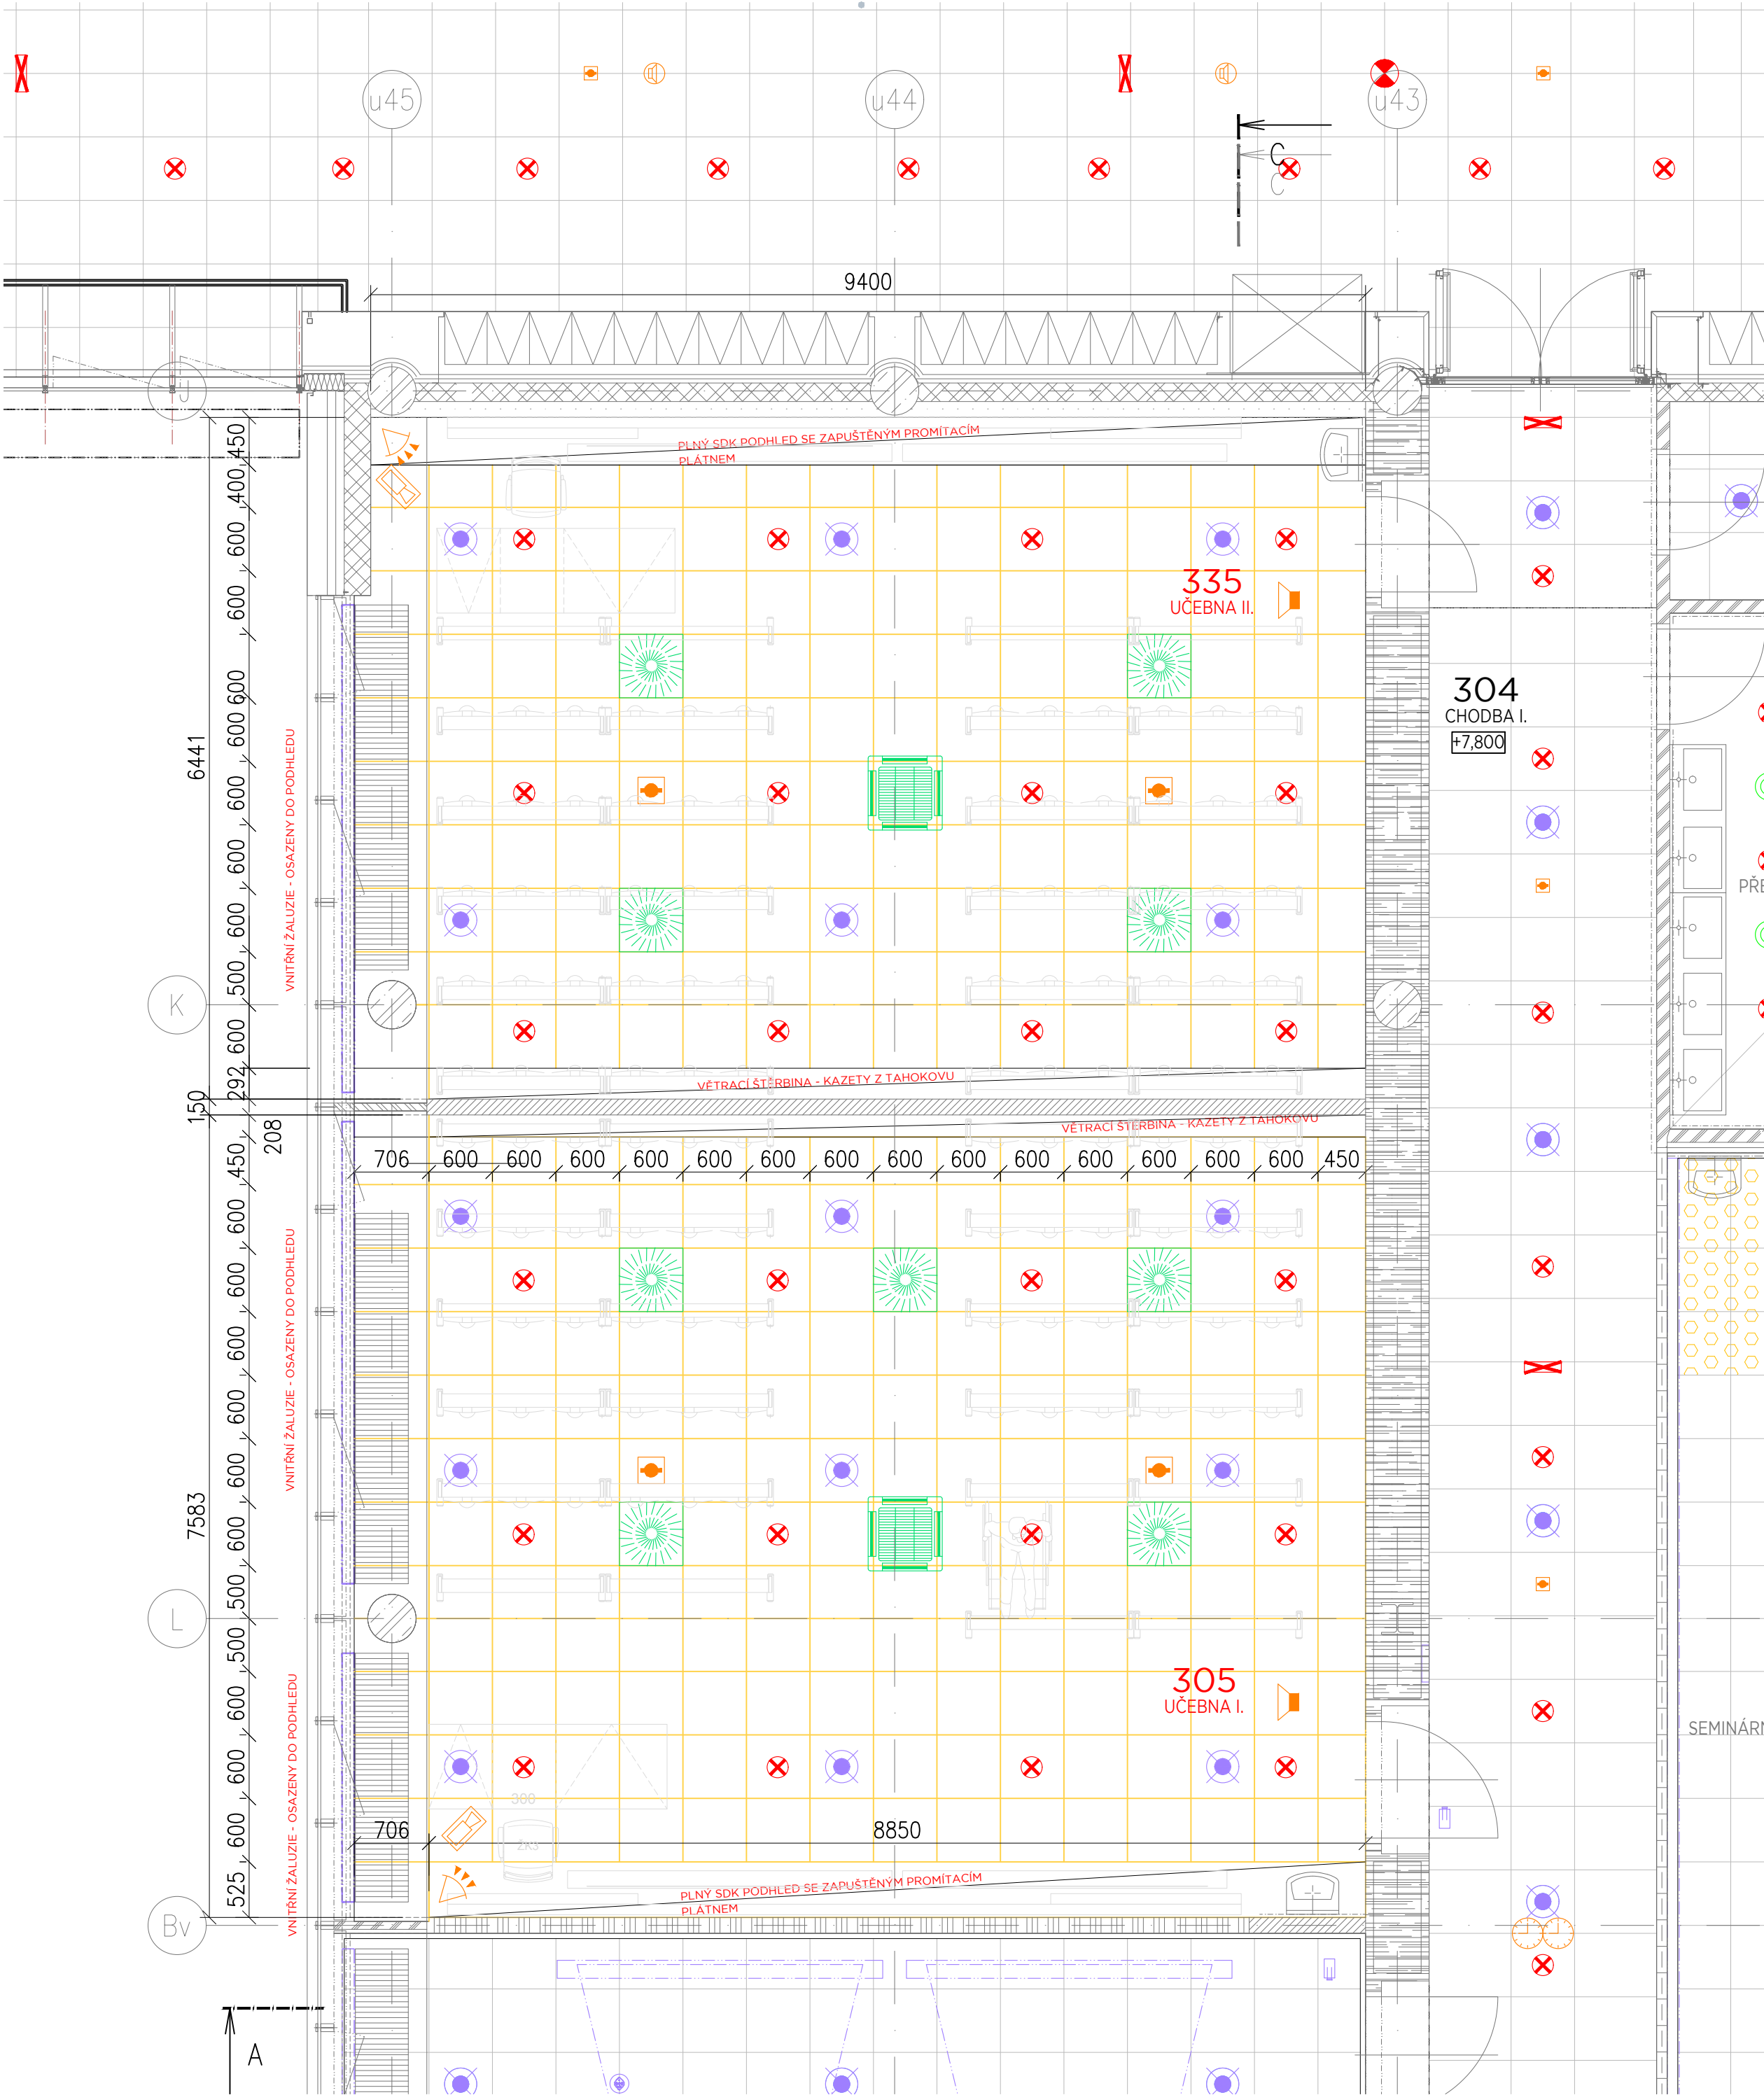 u45
u44
u43
C
C
9400
J
PLNÝ SDK PODHLED SE ZAPUŠTĚNÝM PROMÍTACÍM
PLÁTNEM
450
400
600
600
600
600
600
600
600
500
600
292
6441
150
208
VNITŘNÍ ŽALUZIE - OSAZENY DO PODHLEDU
335
UČEBNA II.
304
CHODBA I.
+7,800
PŘE
K
VĚTRACÍ ŠTĚRBINA - KAZETY Z TAHOKOVU
VĚTRACÍ ŠTĚRBINA - KAZETY Z TAHOKOVU
706 600 600 600 600 600 600 600 600 600 600 600 600 600 600 450
450
600
600
600
600
600
600
500
500
600
600
600
525
7583
VNITŘNÍ ŽALUZIE - OSAZENY DO PODHLEDU
VNITŘNÍ ŽALUZIE - OSAZENY DO PODHLEDU
L
305
UČEBNA I.
SEMINÁRN
300
ŽK3
706
8850
PLNÝ SDK PODHLED SE ZAPUŠTĚNÝM PROMÍTACÍM
PLÁTNEM
Bv
A